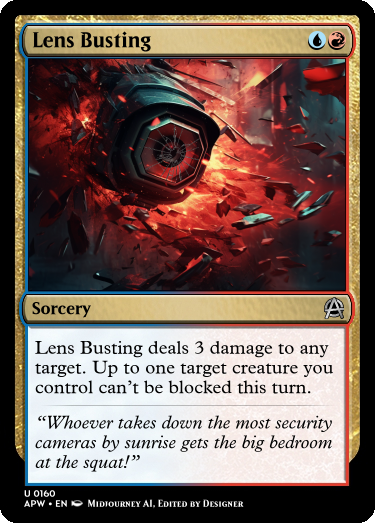 Lens Busting
Sorcery
Lens Busting deals 3 damage to any
target. Up to one target creature you
control can't be blocked this turn.
“Whoever takes down the most security
cameras by sunrise gets the big bedroom
at the squat!”
U 0160
APW • EN Midjourney AI, Edited by Designer